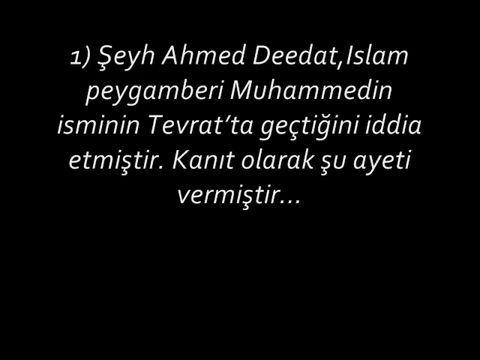 1) Şeyh Ahmed Deedat,Islam
peygamberi Muhammedin
isminin Tevrat’ta geçtiğini iddia
etmiştir. Kanıt olarak şu ayeti
vermiştir...